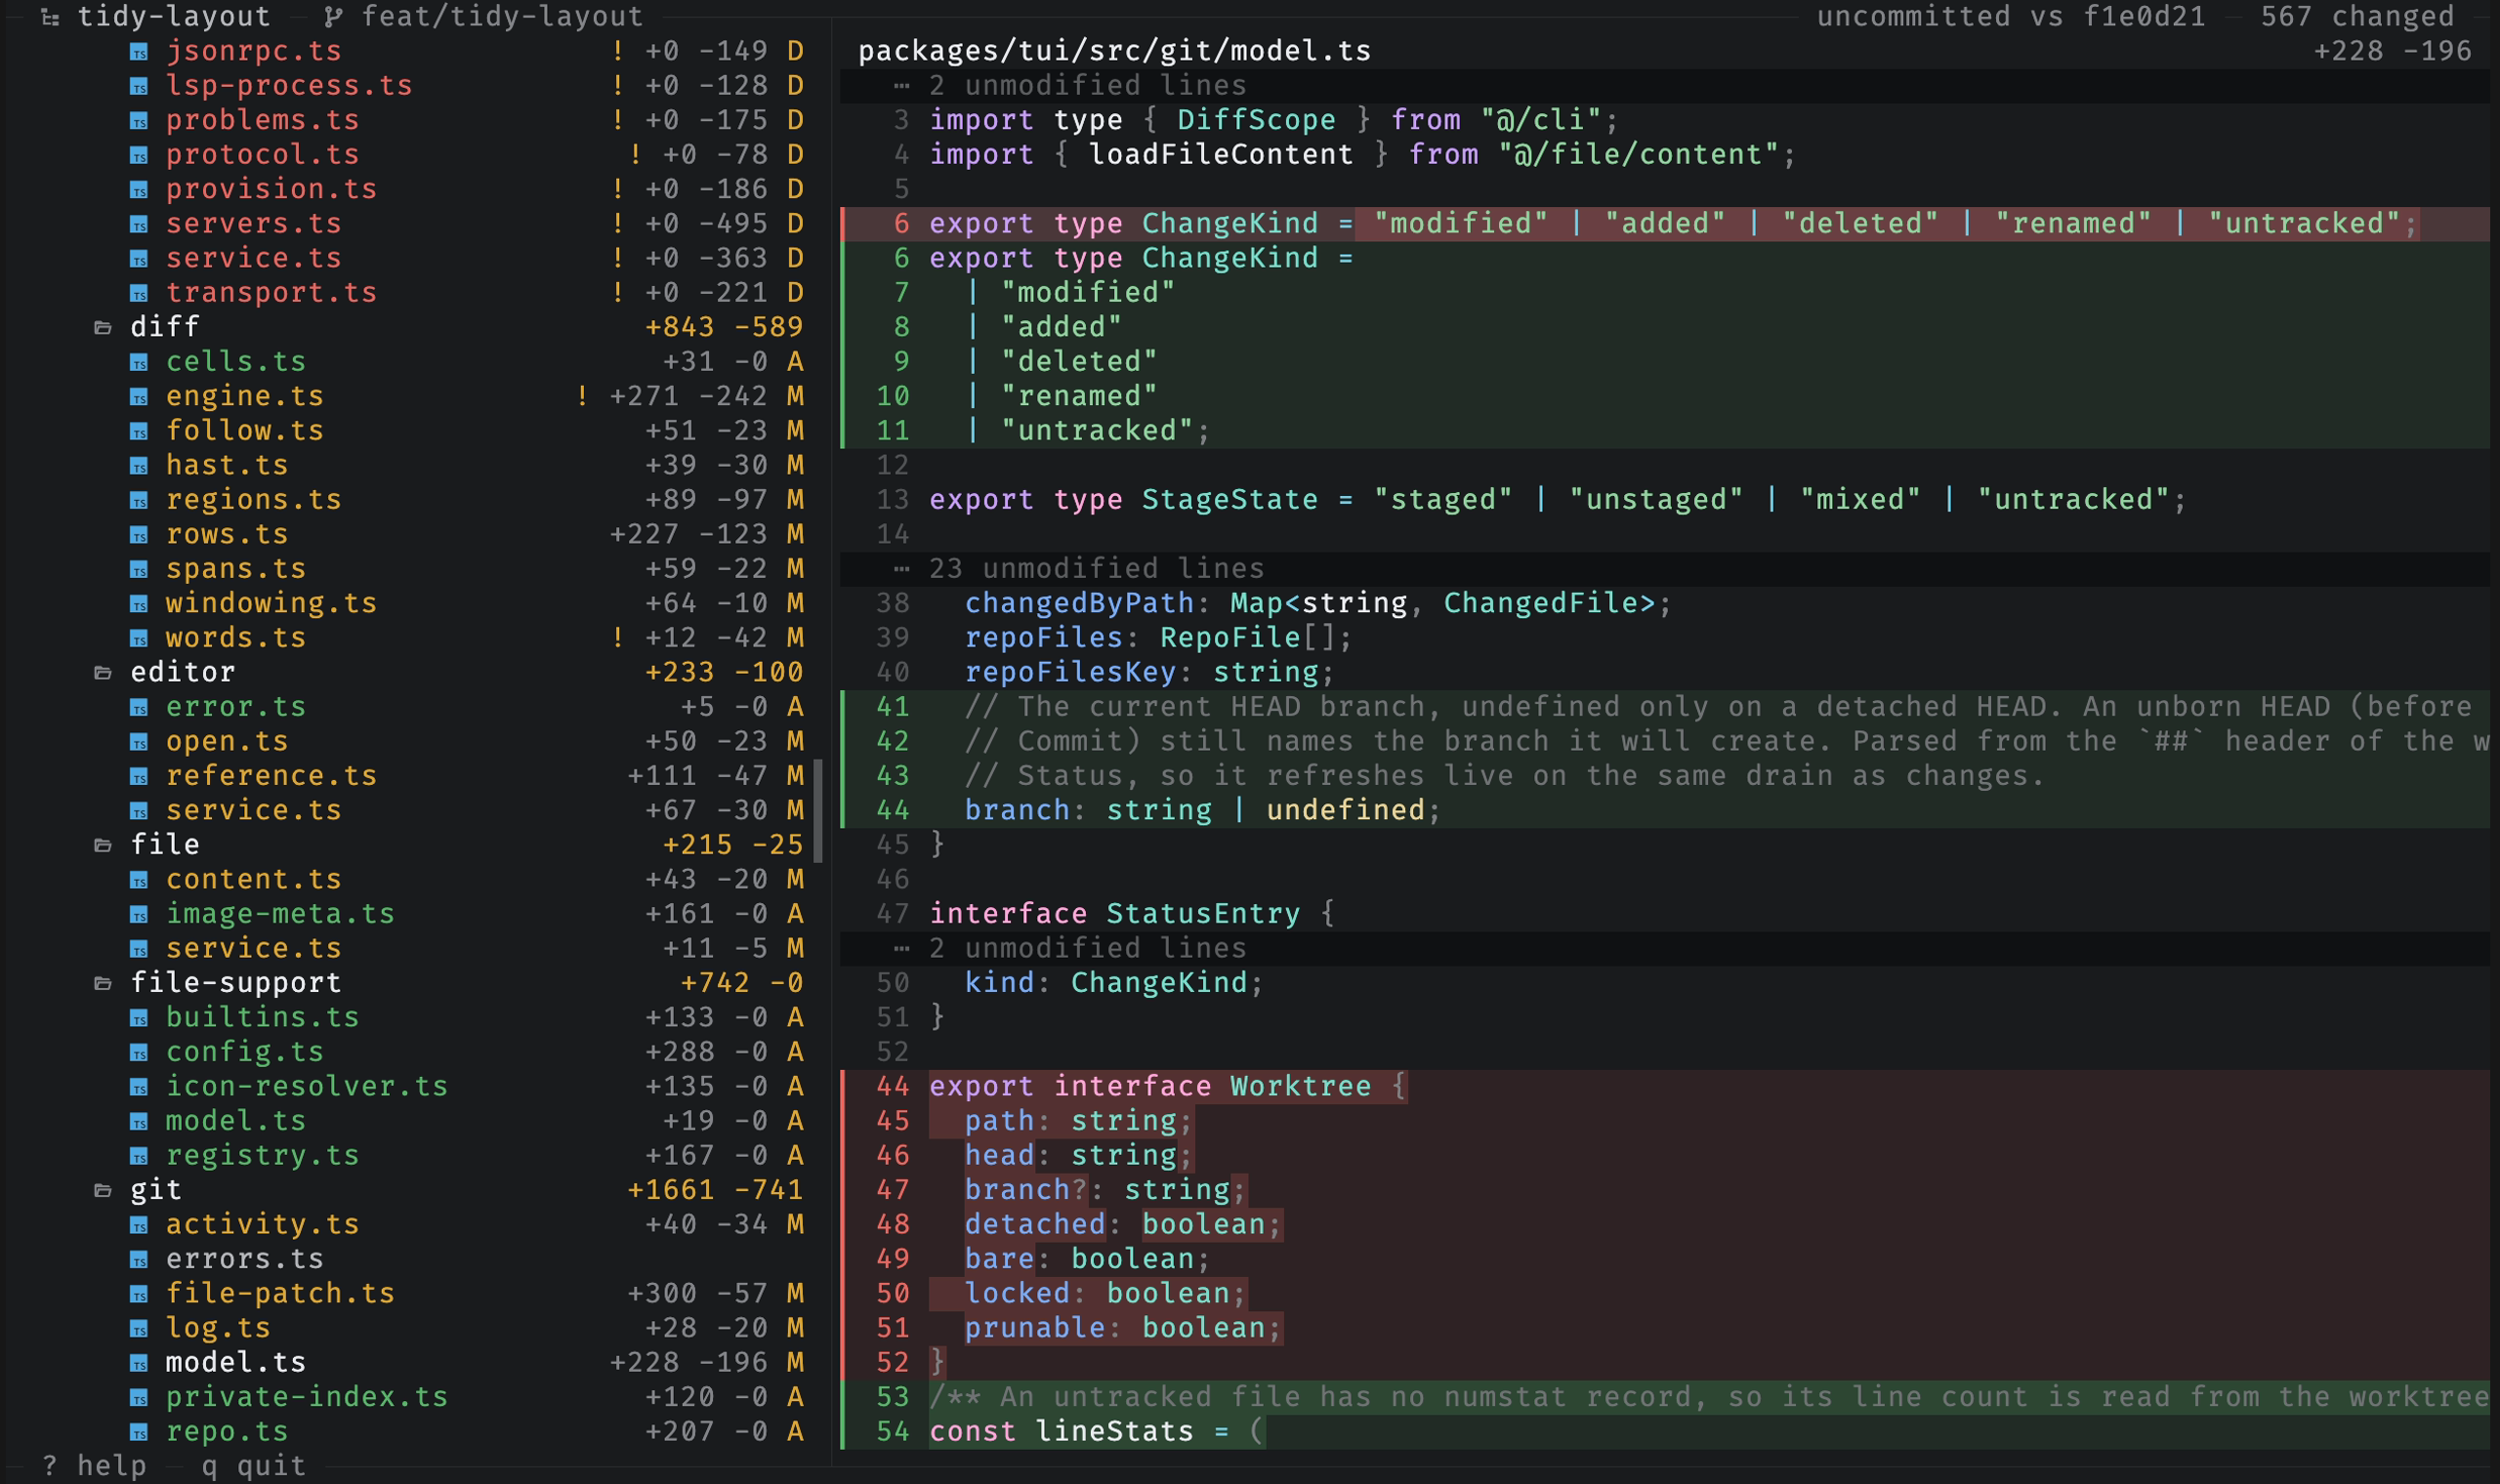 tidy-layout feat/tidy-layout uncommitted vs f1e0d21 567 changed
jsonrpc.ts ! +0 -149 D
lsp-process.ts ! +0 -128 D
problems.ts ! +0 -175 D
protocol.ts ! +0 -78 D
provision.ts ! +0 -186 D
servers.ts ! +0 -495 D
service.ts ! +0 -363 D
transport.ts ! +0 -221 D
diff +843 -589
cells.ts +31 -0 A
engine.ts ! +271 -242 M
follow.ts +51 -23 M
hast.ts +39 -30 M
regions.ts +89 -97 M
rows.ts +227 -123 M
spans.ts +59 -22 M
windowing.ts +64 -10 M
words.ts ! +12 -42 M
editor +233 -100
error.ts +5 -0 A
open.ts +50 -23 M
reference.ts +111 -47 M
service.ts +67 -30 M
file +215 -25
content.ts +43 -20 M
image-meta.ts +161 -0 A
service.ts +11 -5 M
file-support +742 -0
builtins.ts +133 -0 A
config.ts +288 -0 A
icon-resolver.ts +135 -0 A
model.ts +19 -0 A
registry.ts +167 -0 A
git +1661 -741
activity.ts +40 -34 M
errors.ts
file-patch.ts +300 -57 M
log.ts +28 -20 M
model.ts +228 -196 M
private-index.ts +120 -0 A
repo.ts +207 -0 A
packages/tui/src/git/model.ts +228 -196
⋯ 2 unmodified lines
3 import type { DiffScope } from "@/cli";
4 import { loadFileContent } from "@/file/content";
5
6 export type ChangeKind = "modified" | "added" | "deleted" | "renamed" | "untracked";
6 export type ChangeKind =
7   | "modified"
8   | "added"
9   | "deleted"
10   | "renamed"
11   | "untracked";
12
13 export type StageState = "staged" | "unstaged" | "mixed" | "untracked";
14
⋯ 23 unmodified lines
38   changedByPath: Map<string, ChangedFile>;
39   repoFiles: RepoFile[];
40   repoFilesKey: string;
41   // The current HEAD branch, undefined only on a detached HEAD. An unborn HEAD (before
42   // Commit) still names the branch it will create. Parsed from the `##` header of the w
43   // Status, so it refreshes live on the same drain as changes.
44   branch: string | undefined;
45 }
46
47 interface StatusEntry {
⋯ 2 unmodified lines
50   kind: ChangeKind;
51 }
52
44 export interface Worktree {
45   path: string;
46   head: string;
47   branch?: string;
48   detached: boolean;
49   bare: boolean;
50   locked: boolean;
51   prunable: boolean;
52 }
53 /** An untracked file has no numstat record, so its line count is read from the worktree
54 const lineStats = (
? help q quit